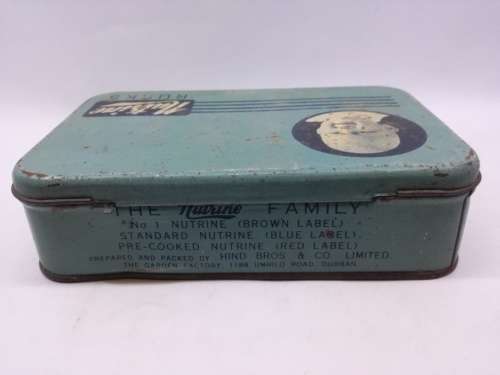 Nutrine
RUSKS
THE Nutrine FAMILY
No 1 NUTRINE (BROWN LABEL)
STANDARD NUTRINE (BLUE LABEL).
PRE-COOKED NUTRINE (RED LABEL)
PREPARED AND PACKED BY HIND BROS & CO. LIMITED.
THE GARDEN FACTORY 1188 UMBILO ROAD DURBAN.